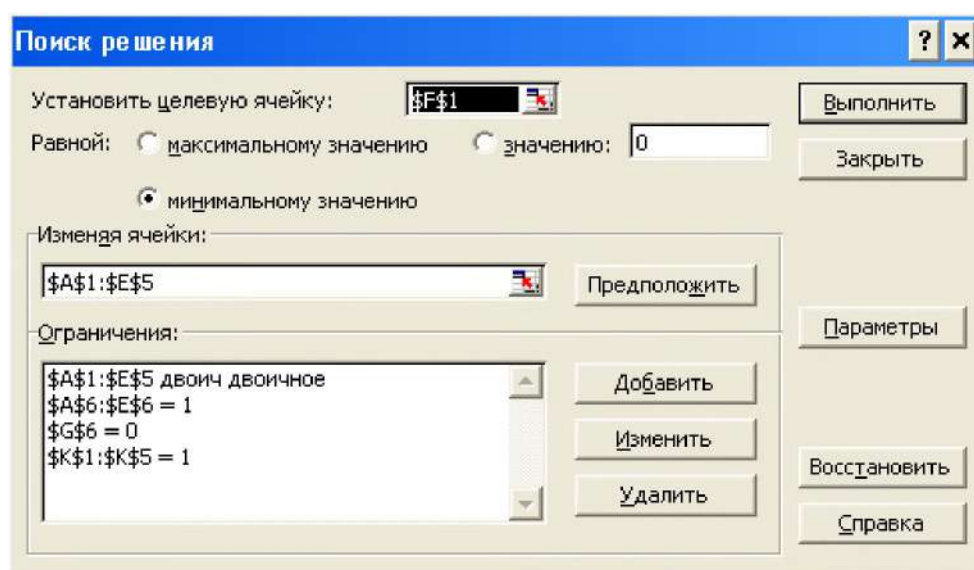 Поиск решения ? ×
Установить целевую ячейку: $F$1 Выполнить
Равной: максимальному значению значению: 0 Закрыть
минимальному значению
Изменяя ячейки:
$A$1:$E$5 Предположить
Ограничения: Параметры
$A$1:$E$5 двоич двоичное Добавить
$A$6:$E$6 = 1
$G$6 = 0 Изменить
$K$1:$K$5 = 1 Восстановить
Удалить
Справка